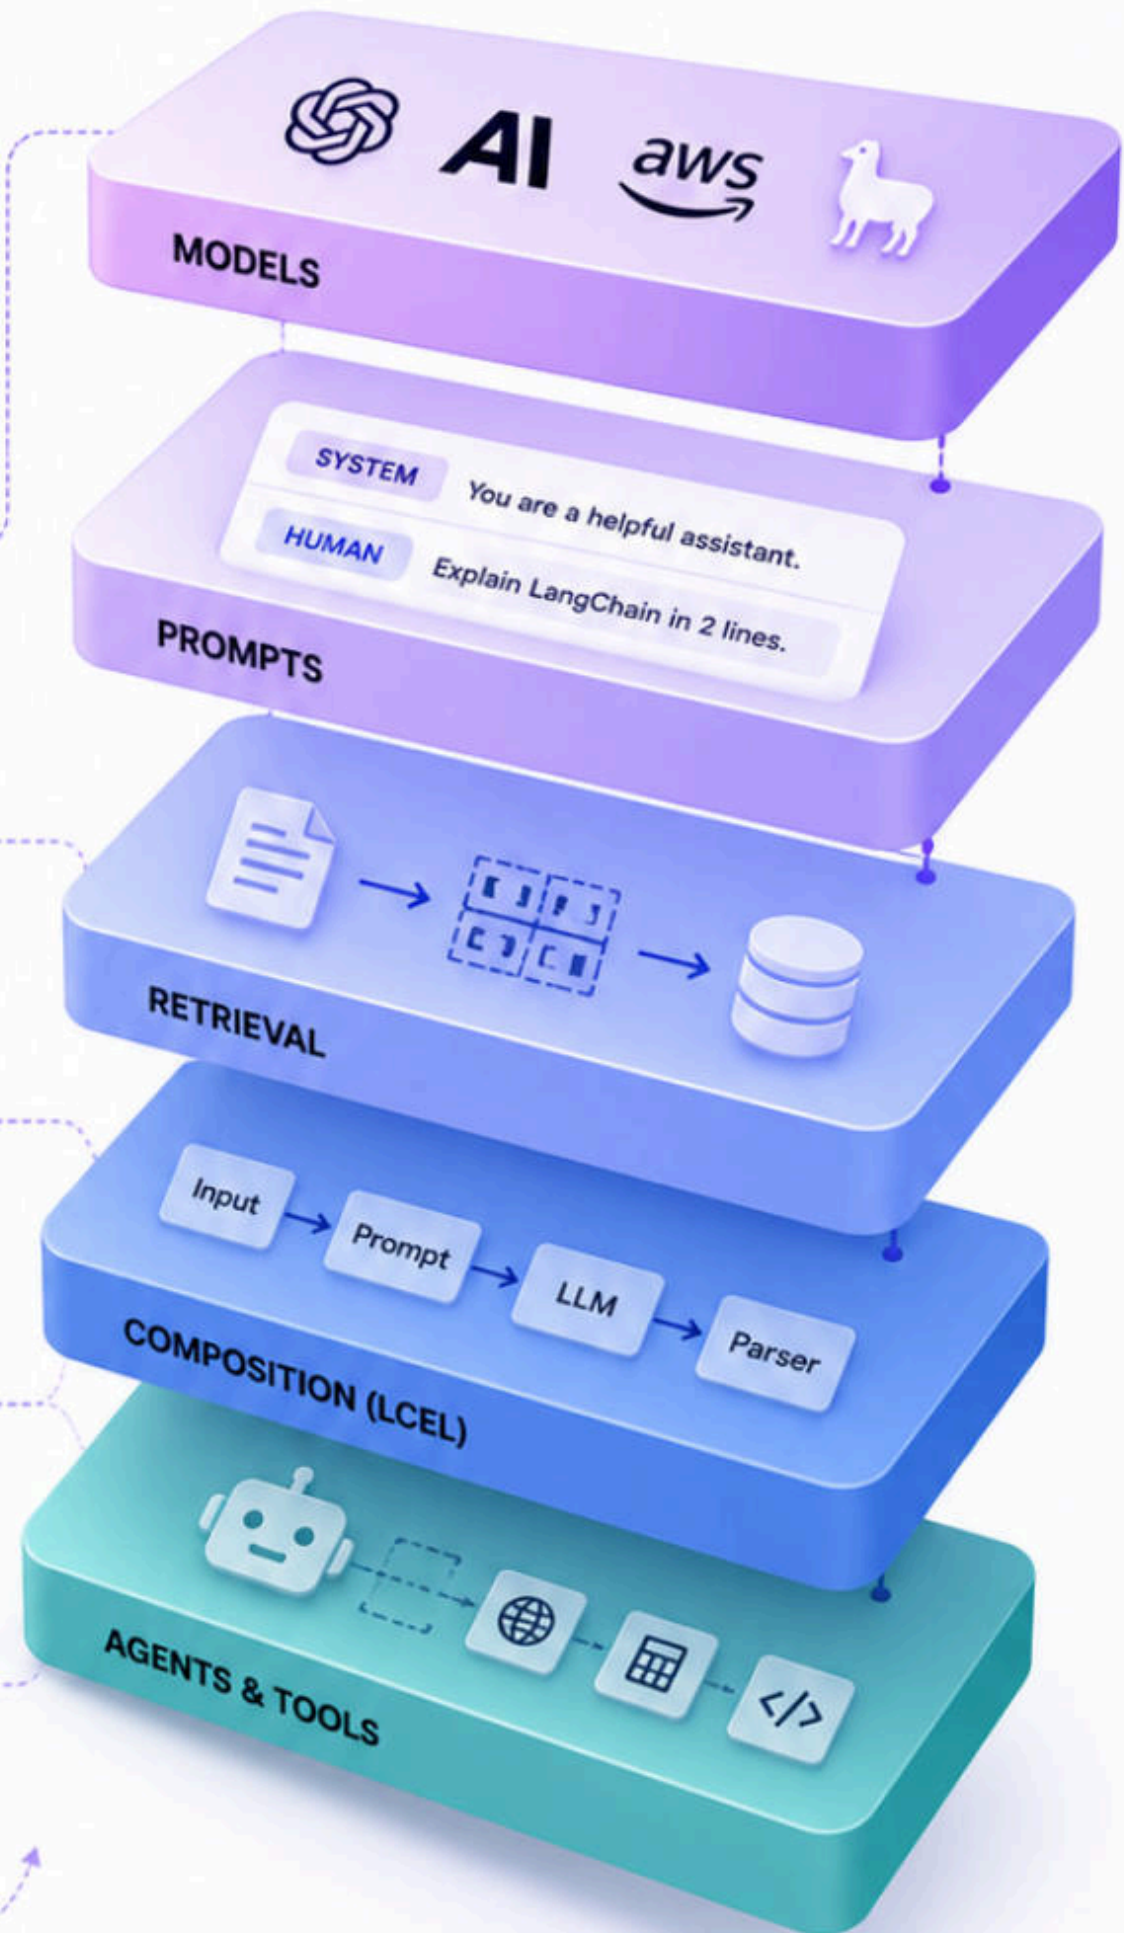 AI
aws
MODELS
SYSTEM You are a helpful assistant.
HUMAN Explain LangChain in 2 lines.
PROMPTS
RETRIEVAL
Input Prompt LLM Parser
COMPOSITION (LCEL)
</>
AGENTS & TOOLS